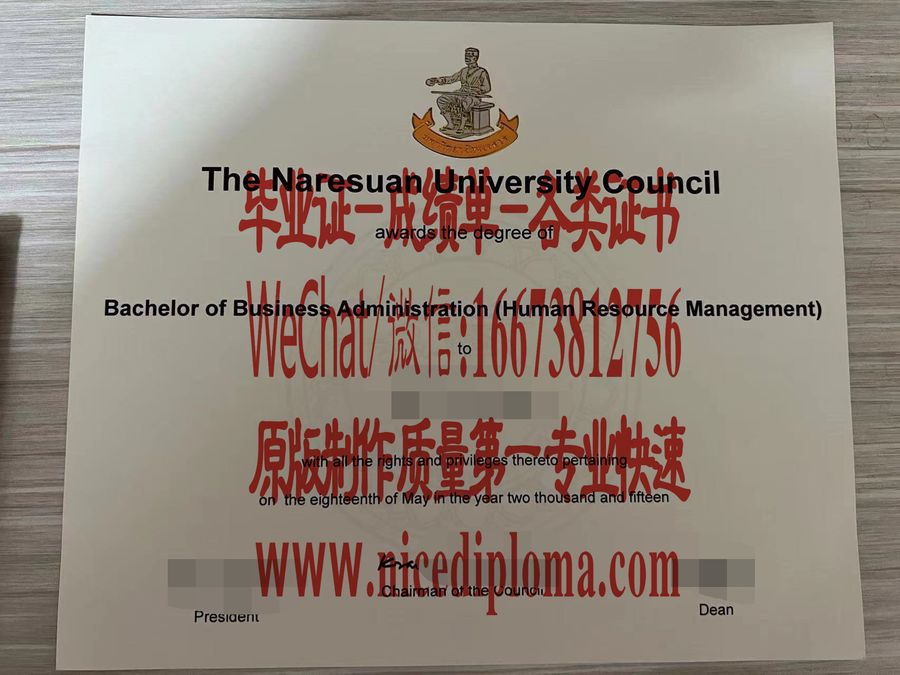 The Naresuan University Council
毕业证-成绩单-各类证书
awards the degree of
Bachelor of Business Administration (Human Resource Management)
WeChat/微信:16673812756
to
原版制作质量第一专业快速
with all the rights and privileges thereto pertaining
on the eighteenth of May in the year two thousand and fifteen
www.nicediploma.com
Chairman of the Council
President
Dean